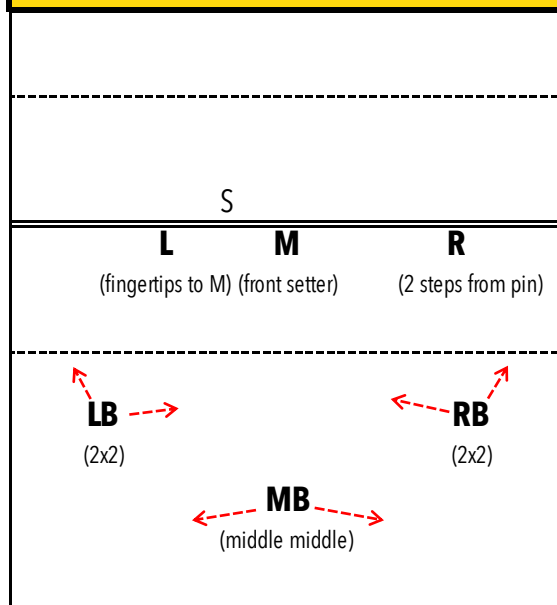 S
L M R
(fingertips to M) (front setter) (2 steps from pin)
LB RB
(2x2) (2x2)
MB
(middle middle)